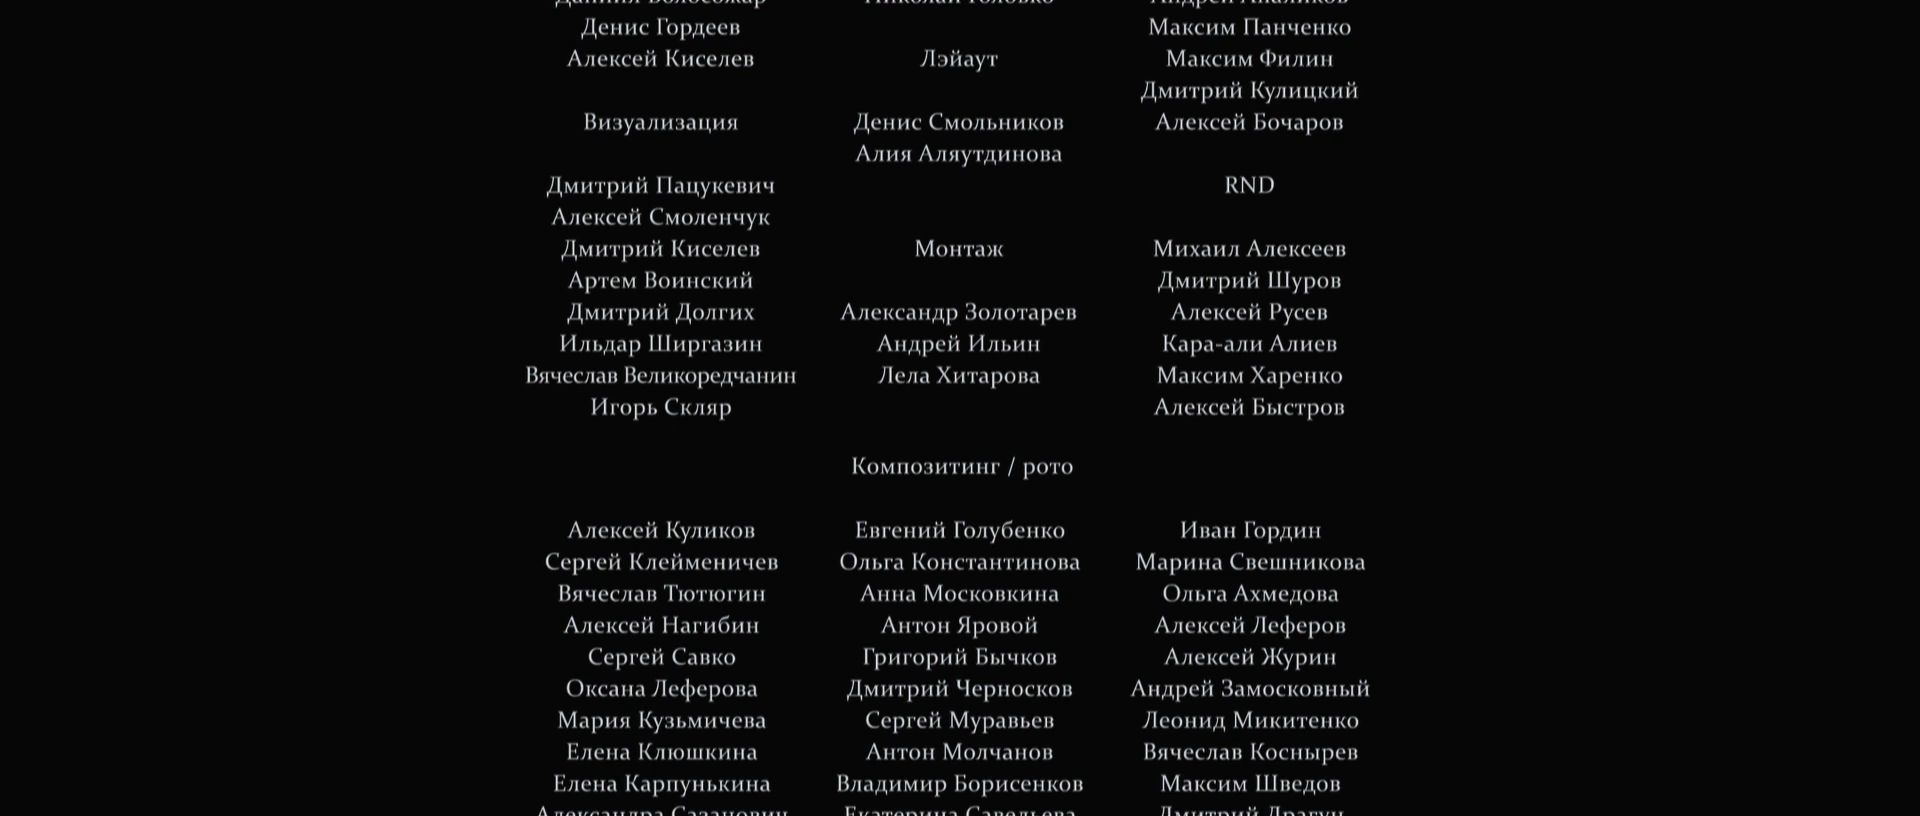 Денис Гордеев
Алексей Киселев
Визуализация
Дмитрий Пацукевич
Алексей Смоленчук
Дмитрий Киселев
Артем Воинский
Дмитрий Долгих
Ильдар Ширгазин
Вячеслав Великоредчанин
Игорь Скляр
Лэйаут
Денис Смольников
Алия Аляутдинова
Монтаж
Александр Золотарев
Андрей Ильин
Лела Хитарова
Максим Панченко
Максим Филин
Дмитрий Кулицкий
Алексей Бочаров
RND
Михаил Алексеев
Дмитрий Шуров
Алексей Русев
Кара-али Алиев
Максим Харенко
Алексей Быстров
Композитинг / рото
Алексей Куликов
Сергей Клейменичев
Вячеслав Тютюгин
Алексей Нагибин
Сергей Савко
Оксана Леферова
Мария Кузьмичева
Елена Клюшкина
Елена Карпунькина
Евгений Голубенко
Ольга Константинова
Анна Московкина
Антон Яровой
Григорий Бычков
Дмитрий Черносков
Сергей Муравьев
Антон Молчанов
Владимир Борисенков
Иван Гордин
Марина Свешникова
Ольга Ахмедова
Алексей Леферов
Алексей Журин
Андрей Замосковный
Леонид Микитенко
Вячеслав Коснырев
Максим Шведов